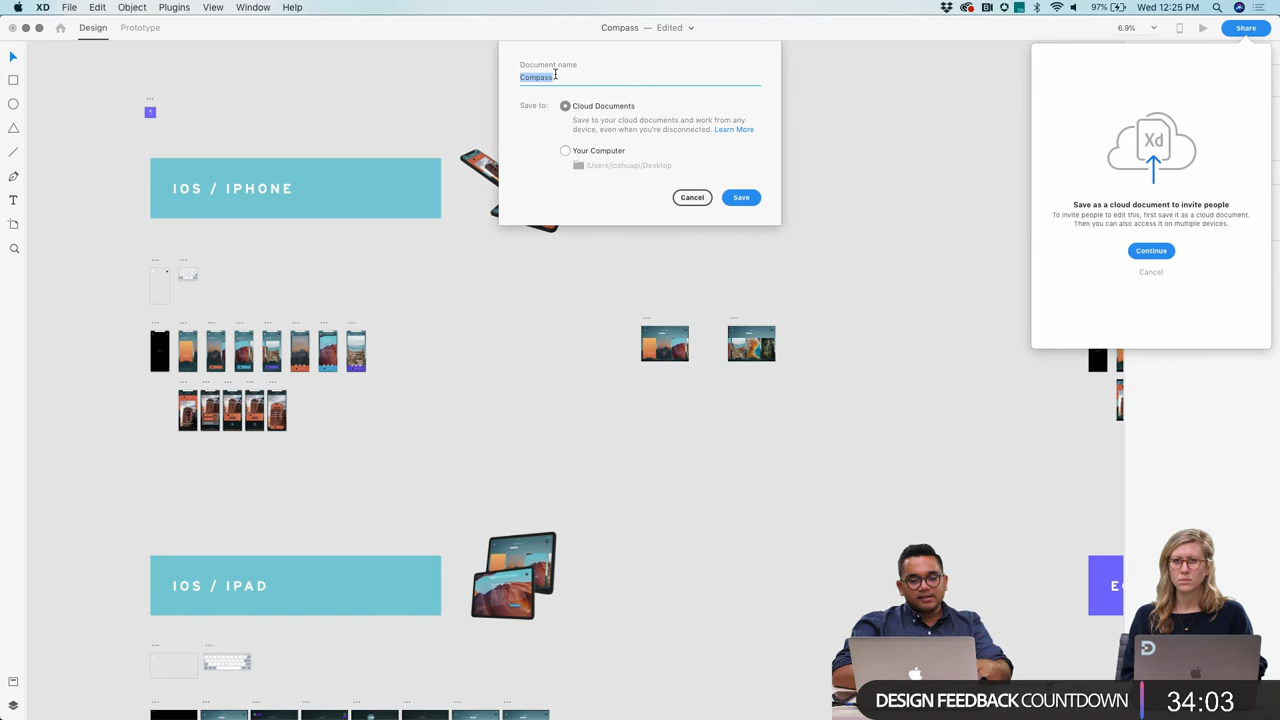 File Edit Object Plugins View Window Help
97% Wed 12:25 PM
Design Prototype
Compass — Edited
6.9%
Share
Document name
Compass
Save to:
Cloud Documents
Save to your cloud documents and work from any
device, even when you're disconnected. Learn More
Your Computer
/Users/joshuapi/Desktop
Cancel Save
Xd
Save as a cloud document to invite people
To invite people to edit this, first save it as a cloud document.
Then you can also access it on multiple devices.
Continue
Cancel
IOS / IPHONE
IOS / IPAD
DESIGN FEEDBACK COUNTDOWN 34:03